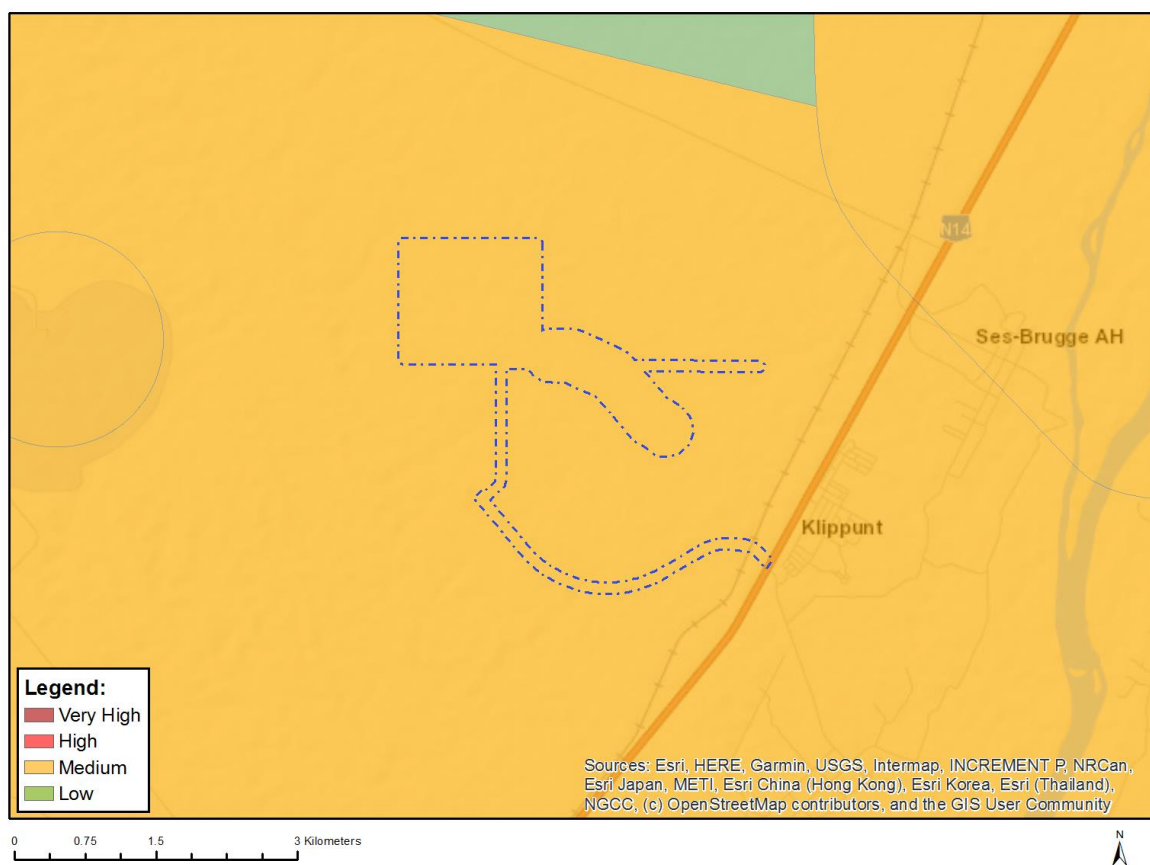 N14
Ses-Brugge AH
Klippunt
Legend:
Very High
High
Medium
Low
Sources: Esri, HERE, Garmin, USGS, Intermap, INCREMENT P, NRCan,
Esri Japan, METI, Esri China (Hong Kong), Esri Korea, Esri (Thailand),
NGCC, (c) OpenStreetMap contributors, and the GIS User Community
0 0.75 1.5 3 Kilometers
N